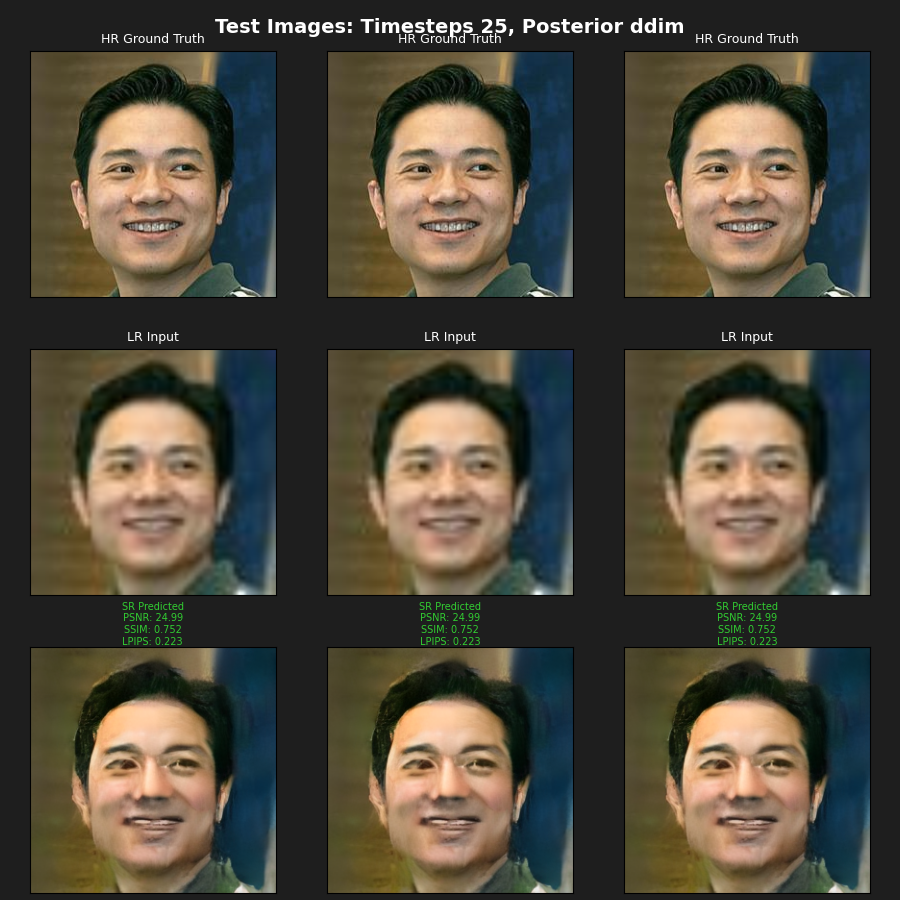 Test Images: Timesteps 25, Posterior ddim
HR Ground Truth
HR Ground Truth
HR Ground Truth
LR Input
LR Input
LR Input
SR Predicted
PSNR: 24.99
SSIM: 0.752
LPIPS: 0.223
SR Predicted
PSNR: 24.99
SSIM: 0.752
LPIPS: 0.223
SR Predicted
PSNR: 24.99
SSIM: 0.752
LPIPS: 0.223